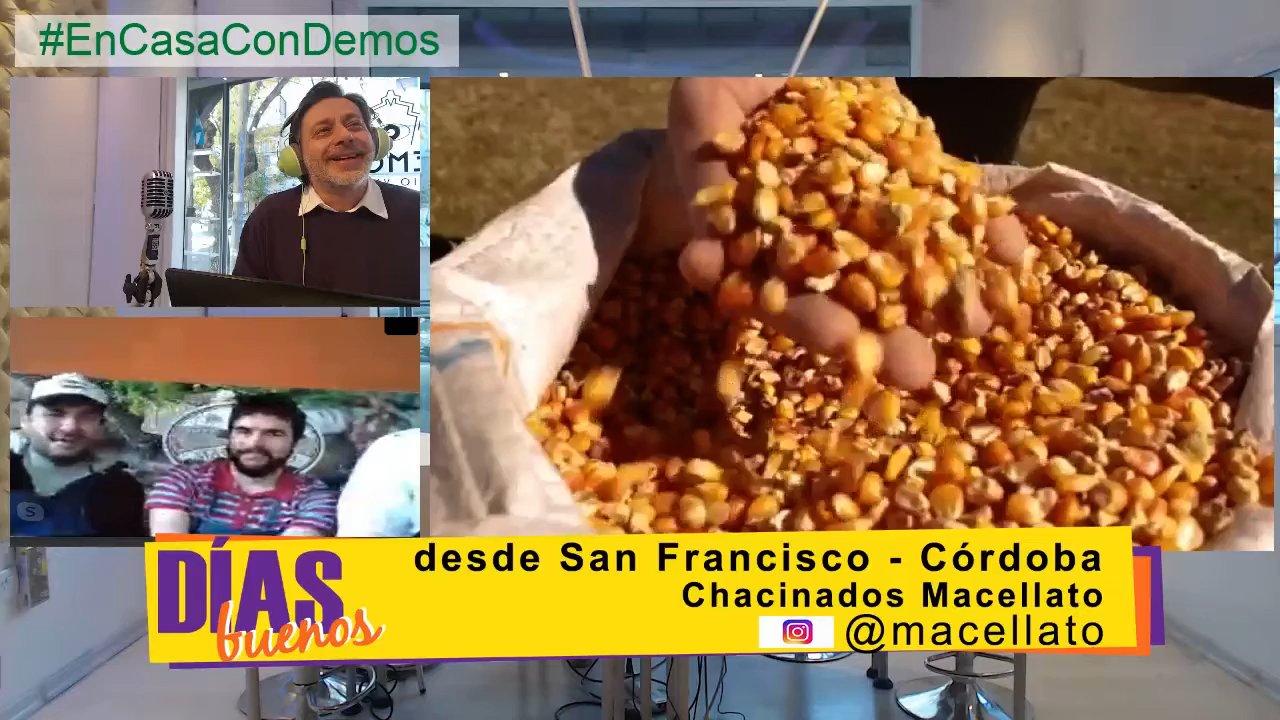 #EnCasaConDemos
DÍAS
buenos
desde San Francisco - Córdoba
Chacinados Macellato
@macellato
S